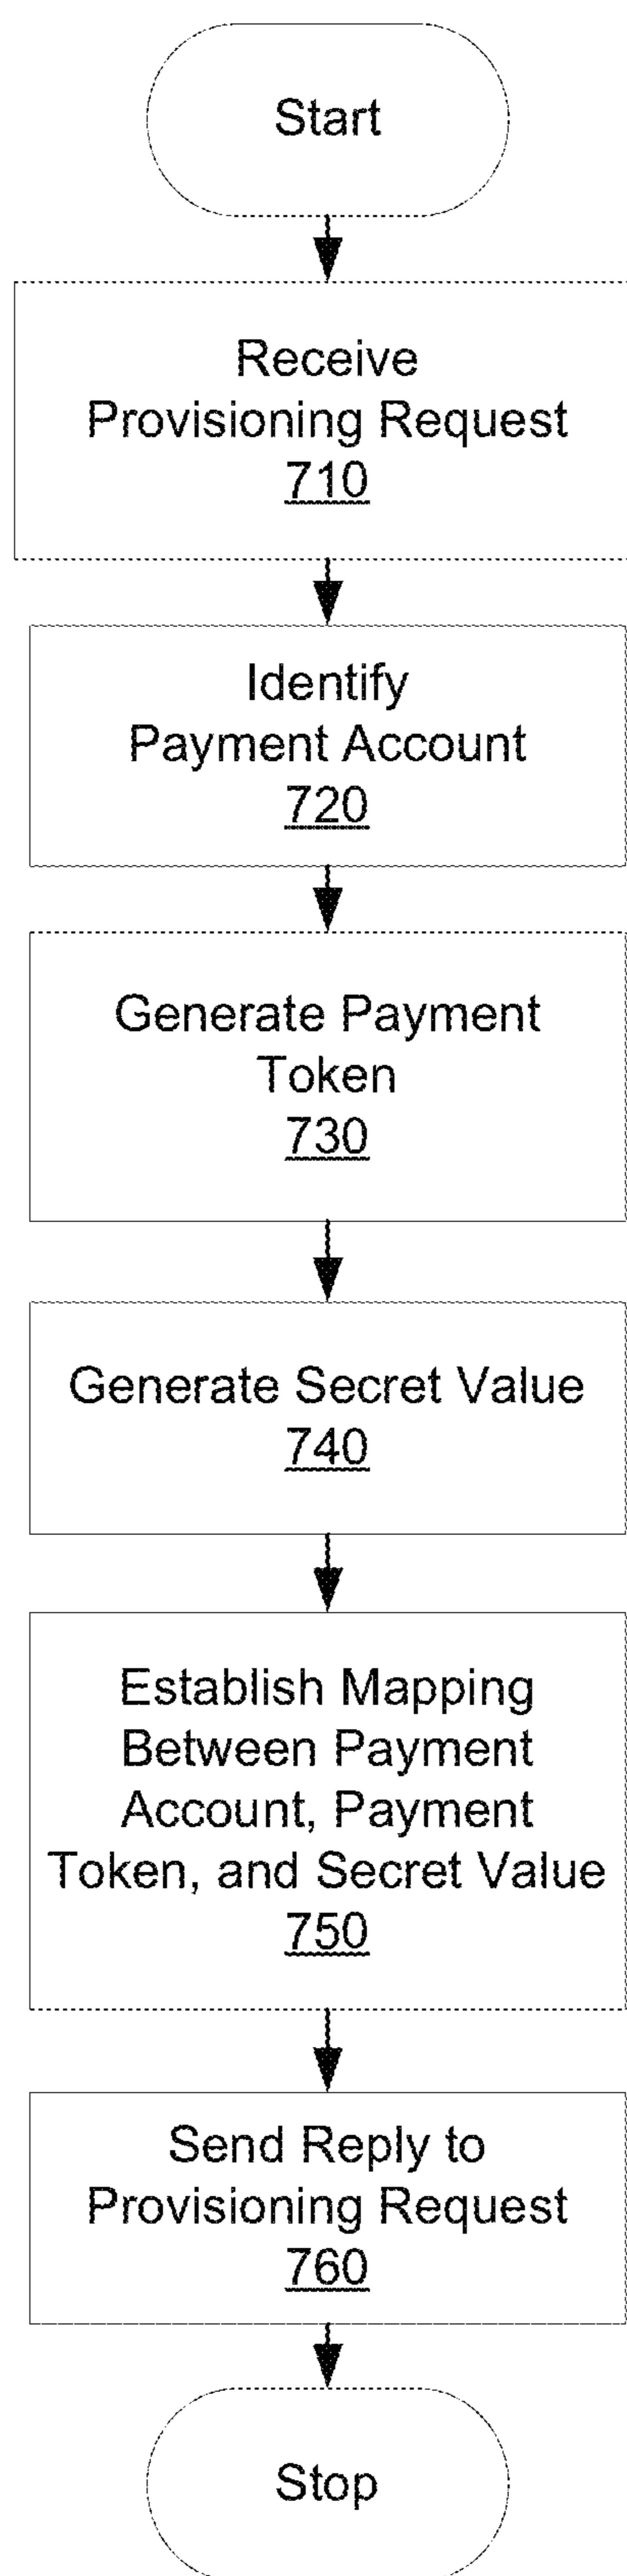 Start
Receive
Provisioning Request
710
Identify
Payment Account
720
Generate Payment
Token
730
Generate Secret Value
740
Establish Mapping
Between Payment
Account, Payment
Token, and Secret Value
750
Send Reply to
Provisioning Request
760
Stop